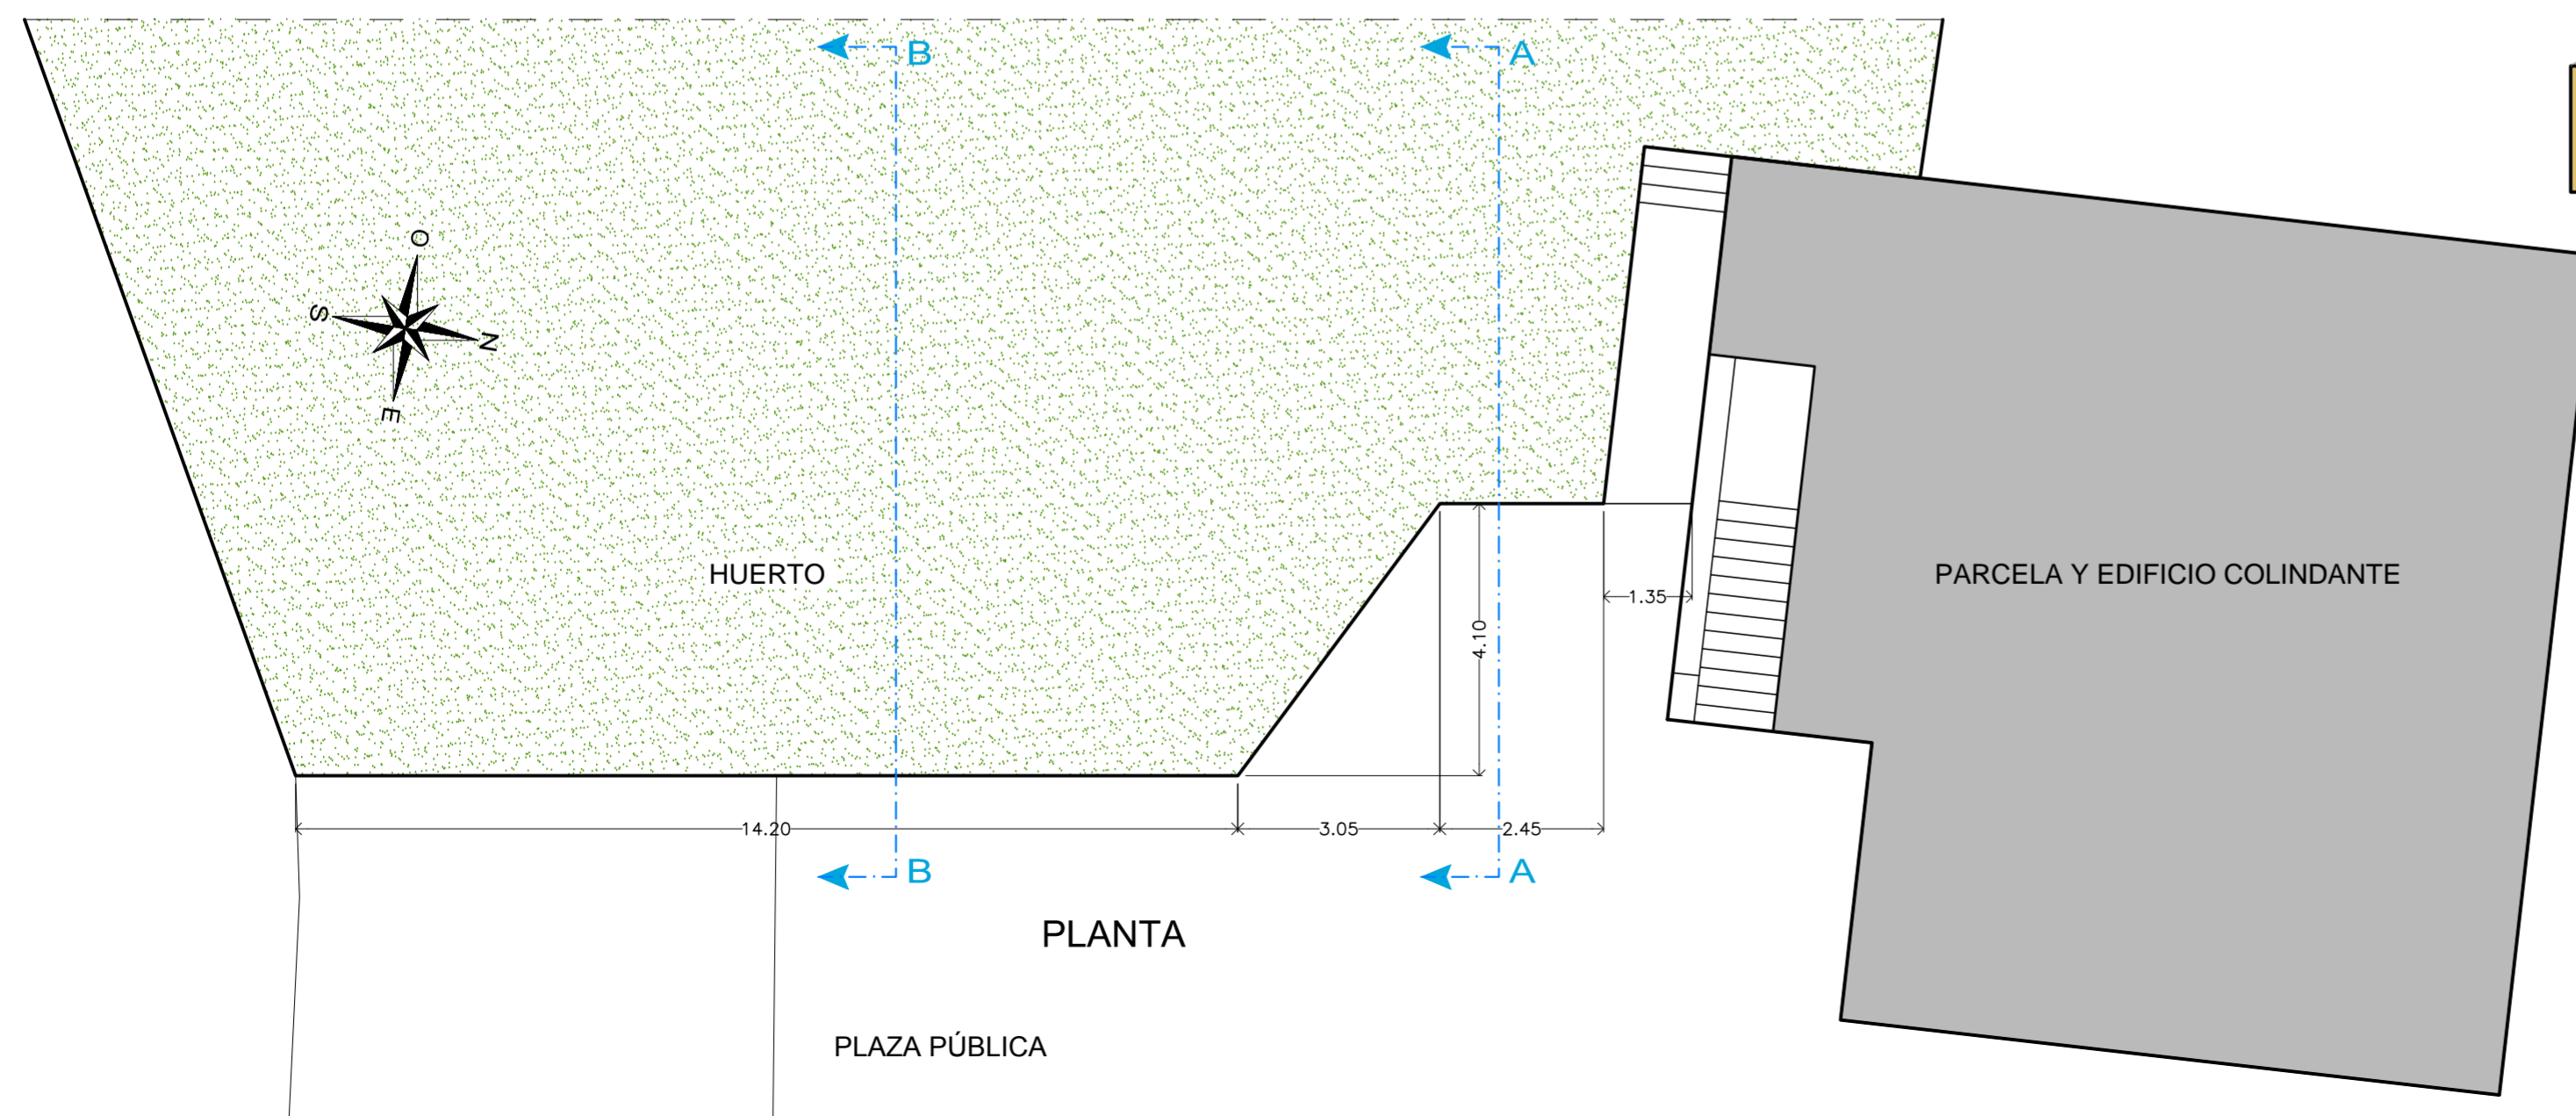 B
A
O
S
N
E
HUERTO
PARCELA Y EDIFICIO COLINDANTE
1.35
4.10
14.20
3.05
2.45
B
A
PLANTA
PLAZA PÚBLICA